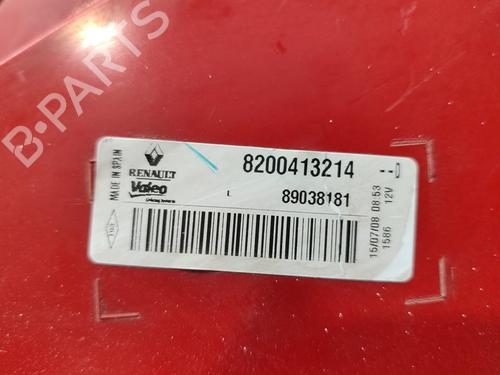 B-PARTS
MADE IN SPAIN
RENAULT
Valeo
8200413214
L
89038181
15/07/08 08:53
1586 12V